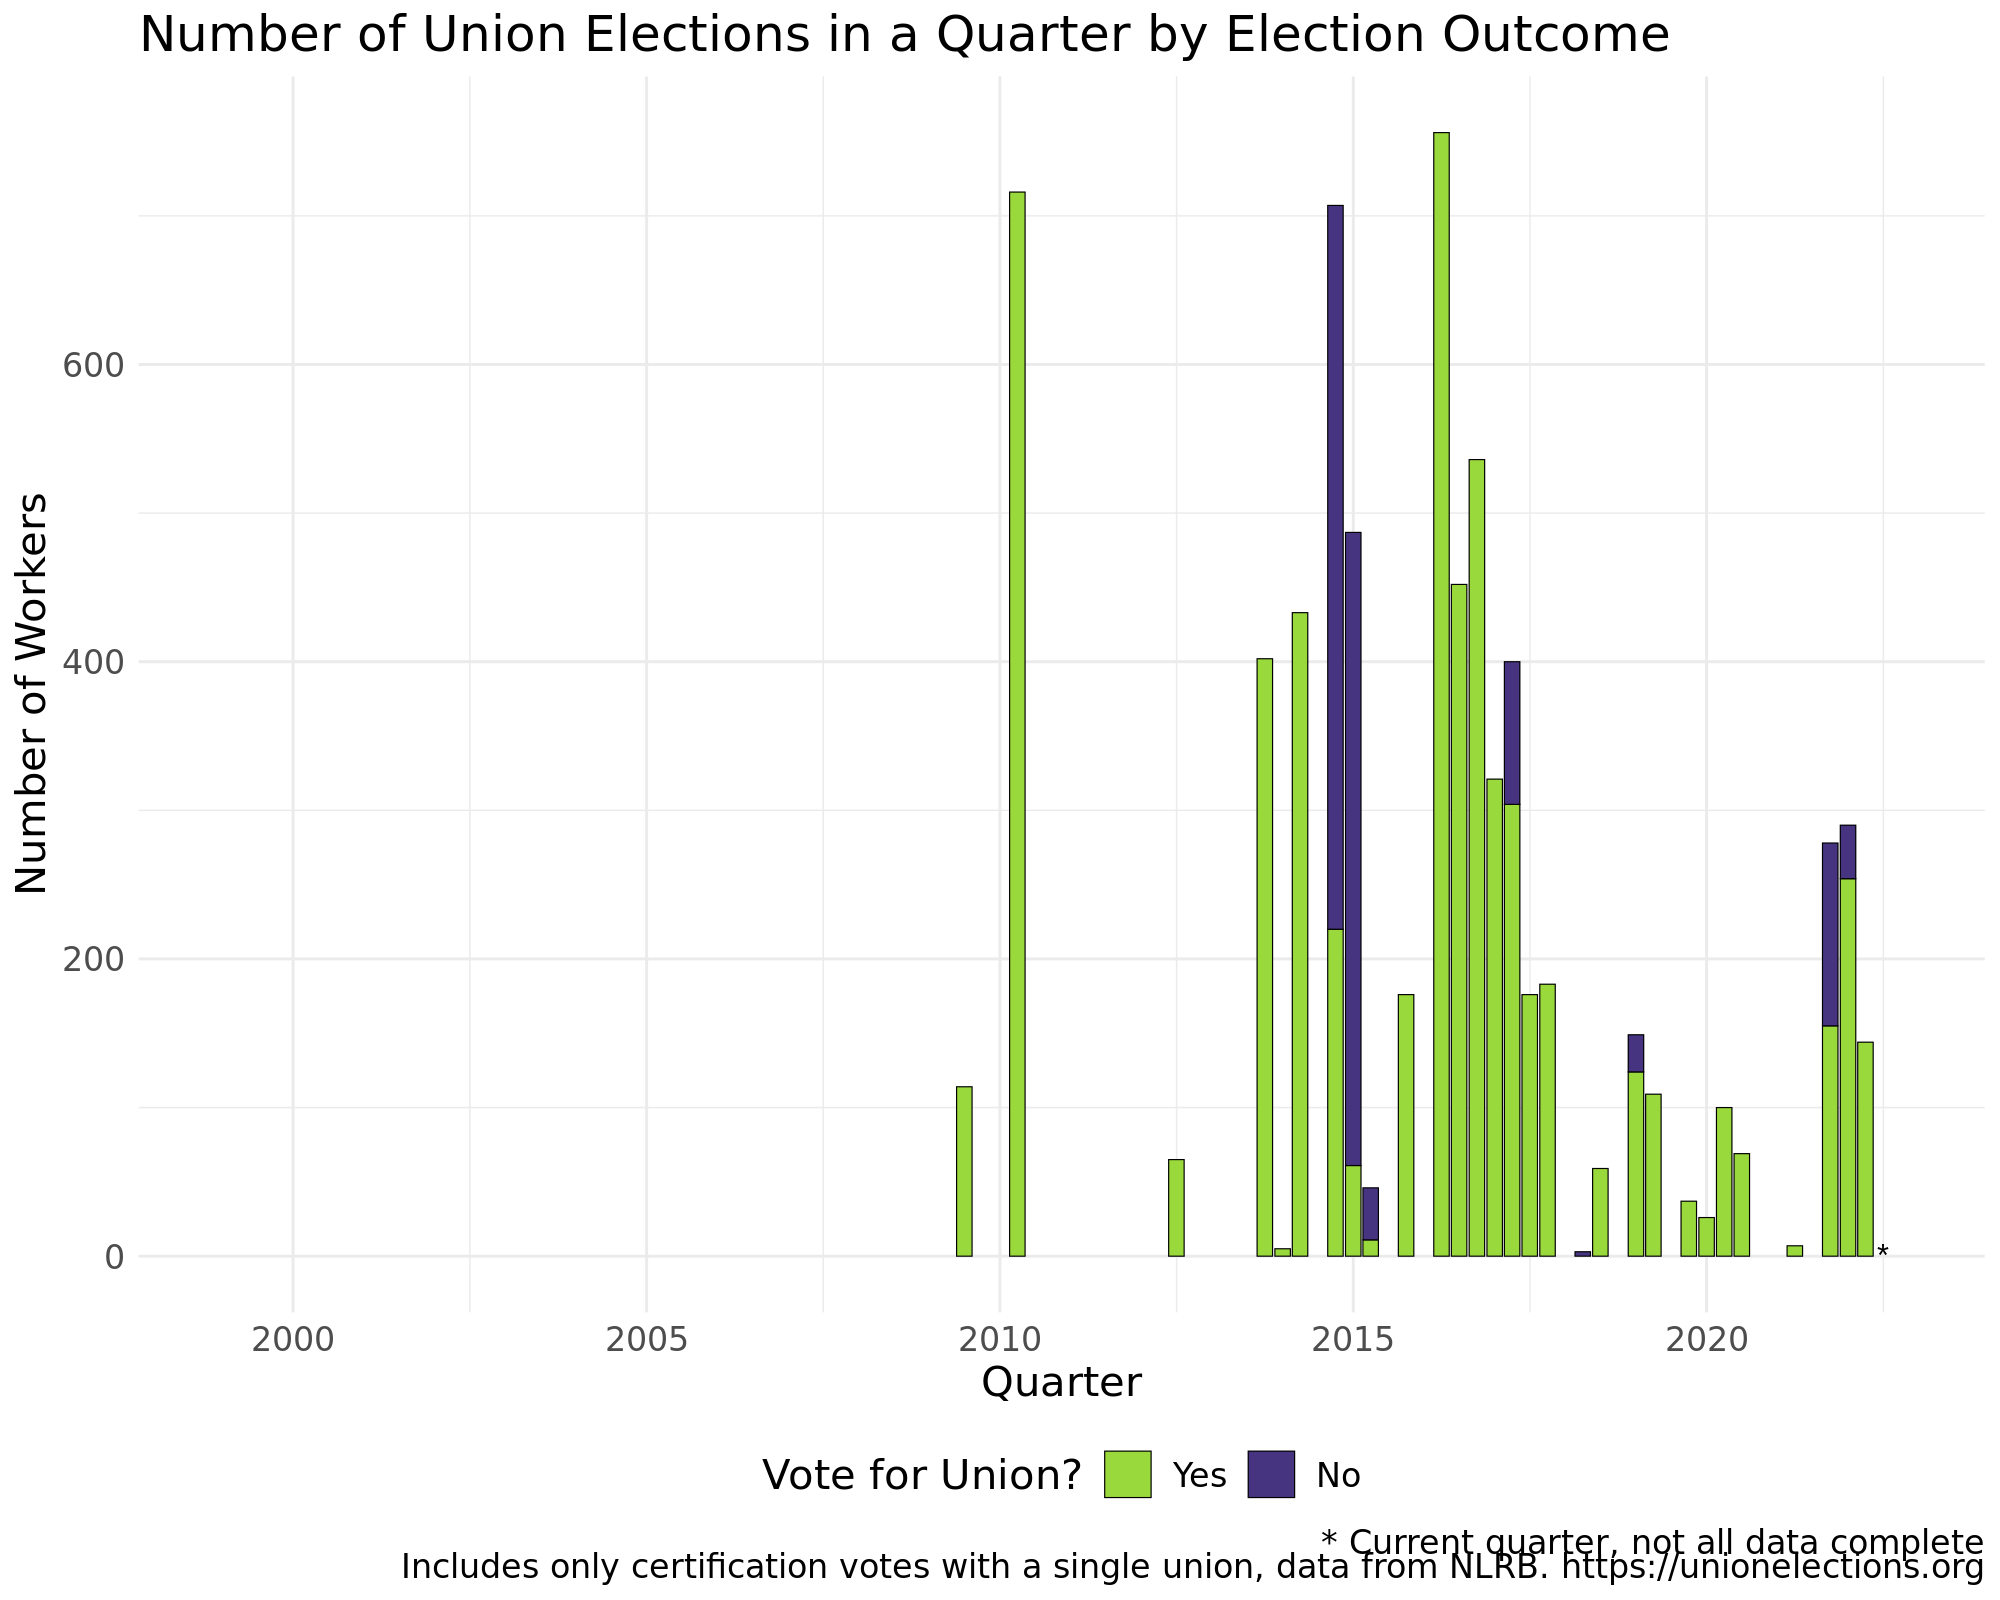 Number of Union Elections in a Quarter by Election Outcome
Number of Workers
600
400
200
0
*
2000 2005 2010 2015 2020
Quarter
Vote for Union? Yes No
* Current quarter, not all data complete
Includes only certification votes with a single union, data from NLRB. https://unionelections.org